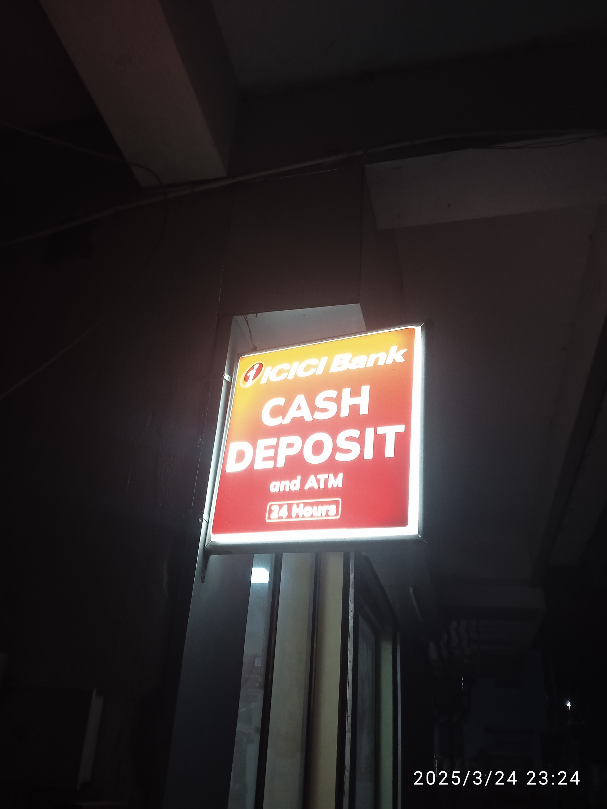 ICICI Bank
CASH
DEPOSIT
and ATM
24 Hours
2025/3/24 23:24